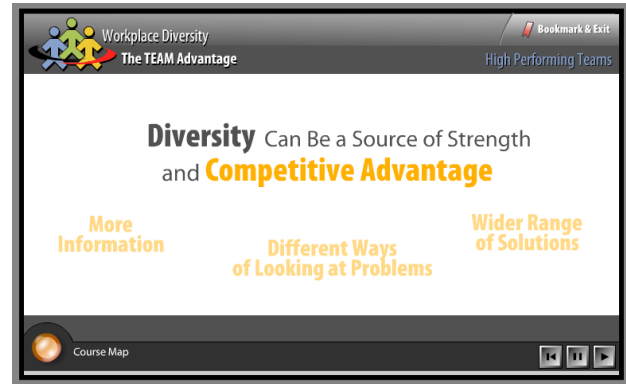 Workplace Diversity
The TEAM Advantage
Bookmark & Exit
High Performing Teams
Diversity Can Be a Source of Strength
and Competitive Advantage
More
Information
Different Ways
of Looking at Problems
Wider Range
of Solutions
Course Map